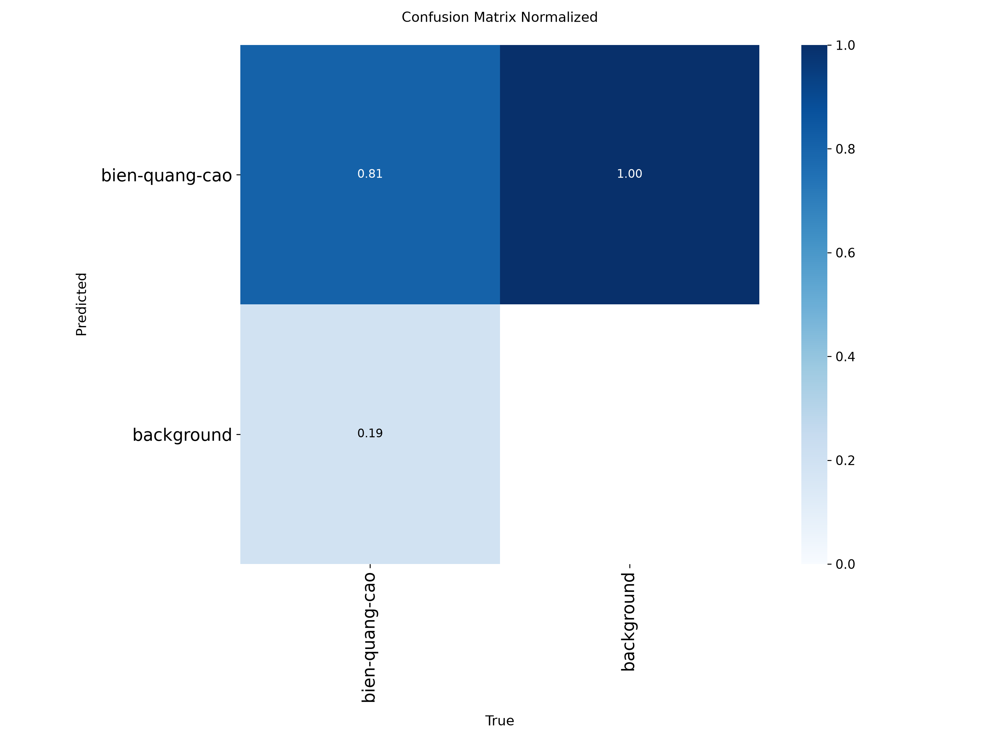 Confusion Matrix Normalized
bien-quang-cao
0.81
1.00
background
0.19
Predicted
bien-quang-cao
background
True
1.0
0.8
0.6
0.4
0.2
0.0